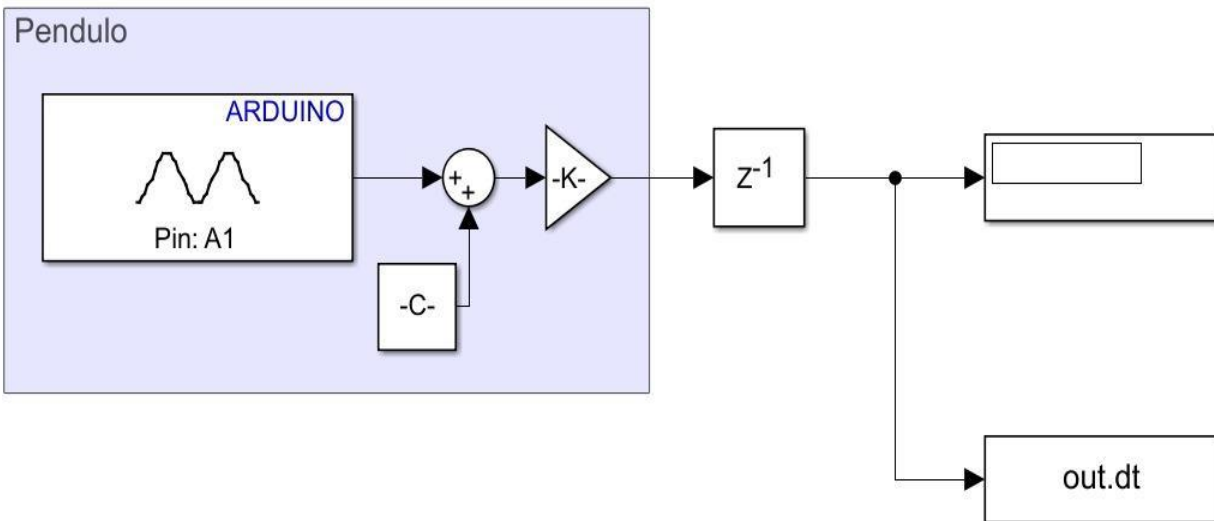 Pendulo
ARDUINO
Pin: A1
+
+
-K-
-C-
z-1
out.dt